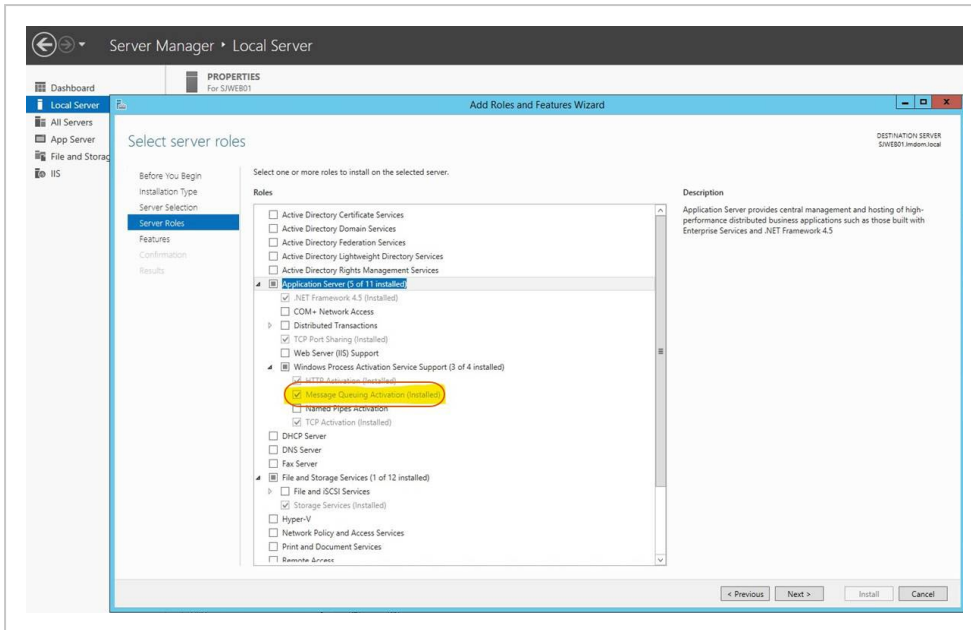 Server Manager ‣ Local Server
Dashboard
Local Server
All Servers
App Server
File and Storag
IIS
PROPERTIES
For SJWEB01
Add Roles and Features Wizard
Select server roles
DESTINATION SERVER
SJWEB01.lmdom.local
Before You Begin
Installation Type
Server Selection
Server Roles
Features
Confirmation
Results
Select one or more roles to install on the selected server.
Roles
Active Directory Certificate Services
Active Directory Domain Services
Active Directory Federation Services
Active Directory Lightweight Directory Services
Active Directory Rights Management Services
Application Server (5 of 11 installed)
.NET Framework 4.5 (Installed)
COM+ Network Access
Distributed Transactions
TCP Port Sharing (Installed)
Web Server (IIS) Support
Windows Process Activation Service Support (3 of 4 installed)
HTTP Activation (Installed)
Message Queuing Activation (Installed)
Named Pipes Activation
TCP Activation (Installed)
DHCP Server
DNS Server
Fax Server
File and Storage Services (1 of 12 installed)
File and iSCSI Services
Storage Services (Installed)
Hyper-V
Network Policy and Access Services
Print and Document Services
Remote Access
Description
Application Server provides central management and hosting of high-
performance distributed business applications such as those built with
Enterprise Services and .NET Framework 4.5
< Previous
Next >
Install
Cancel